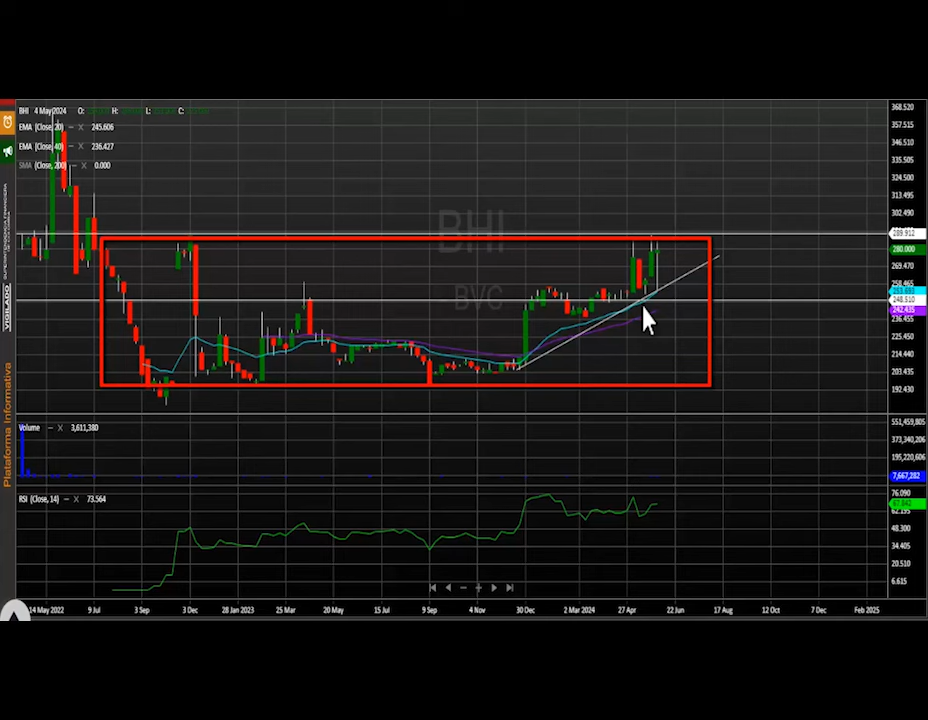 BHI 4 May2024 O: H: L: C:
EMA (Close, 20) – X 245.606
EMA (Close, 40) – X 236.427
SMA (Close, 200) – X 0.000
BHI
BVG
368.520
357.515
346.510
335.505
324.500
313.495
302.490
289.912
280.000
269.470
258.465
248.510
242.435
236.455
225.450
214.440
203.435
192.430
VIGILADO
Plataforma Informativa
Volume – X 3,611,380
551,459,805
373,340,206
195,220,606
7,667,282
RSI (Close, 14) – X 73.564
76.090
62.195
48.300
34.405
20.510
6.615
14 May 2022 9 Jul 3 Sep 3 Dec 28 Jan 2023 25 Mar 20 May 15 Jul 9 Sep 4 Nov 30 Dec 2 Mar 2024 27 Apr 22 Jun 17 Aug 12 Oct 7 Dec Feb 2025